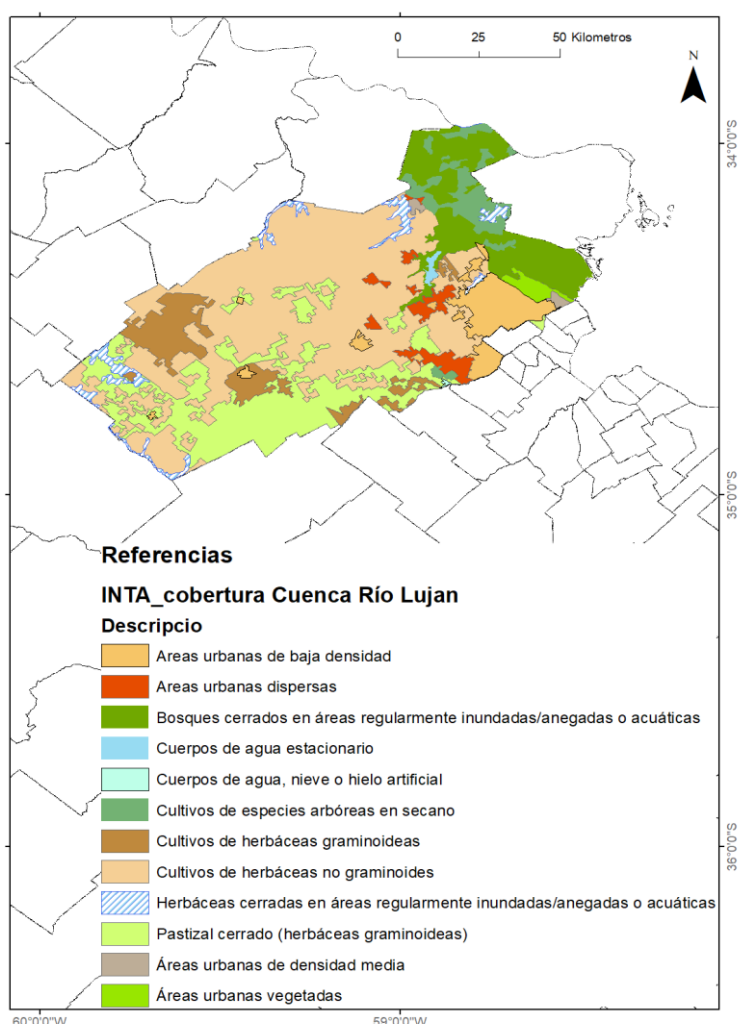 0 25 50 Kilometros
N
34°0'0"S
35°0'0"S
Referencias
INTA_cobertura Cuenca Río Lujan
Descripcio
Areas urbanas de baja densidad
Areas urbanas dispersas
Bosques cerrados en áreas regularmente inundadas/anegadas o acuáticas
Cuerpos de agua estacionario
Cuerpos de agua, nieve o hielo artificial
Cultivos de especies arbóreas en secano
Cultivos de herbáceas graminoideas
36°0'0"S
Cultivos de herbáceas no graminoides
Herbáceas cerradas en áreas regularmente inundadas/anegadas o acuáticas
Pastizal cerrado (herbáceas graminoideas)
Áreas urbanas de densidad media
Áreas urbanas vegetadas
60°0'0"W 59°0'0"W